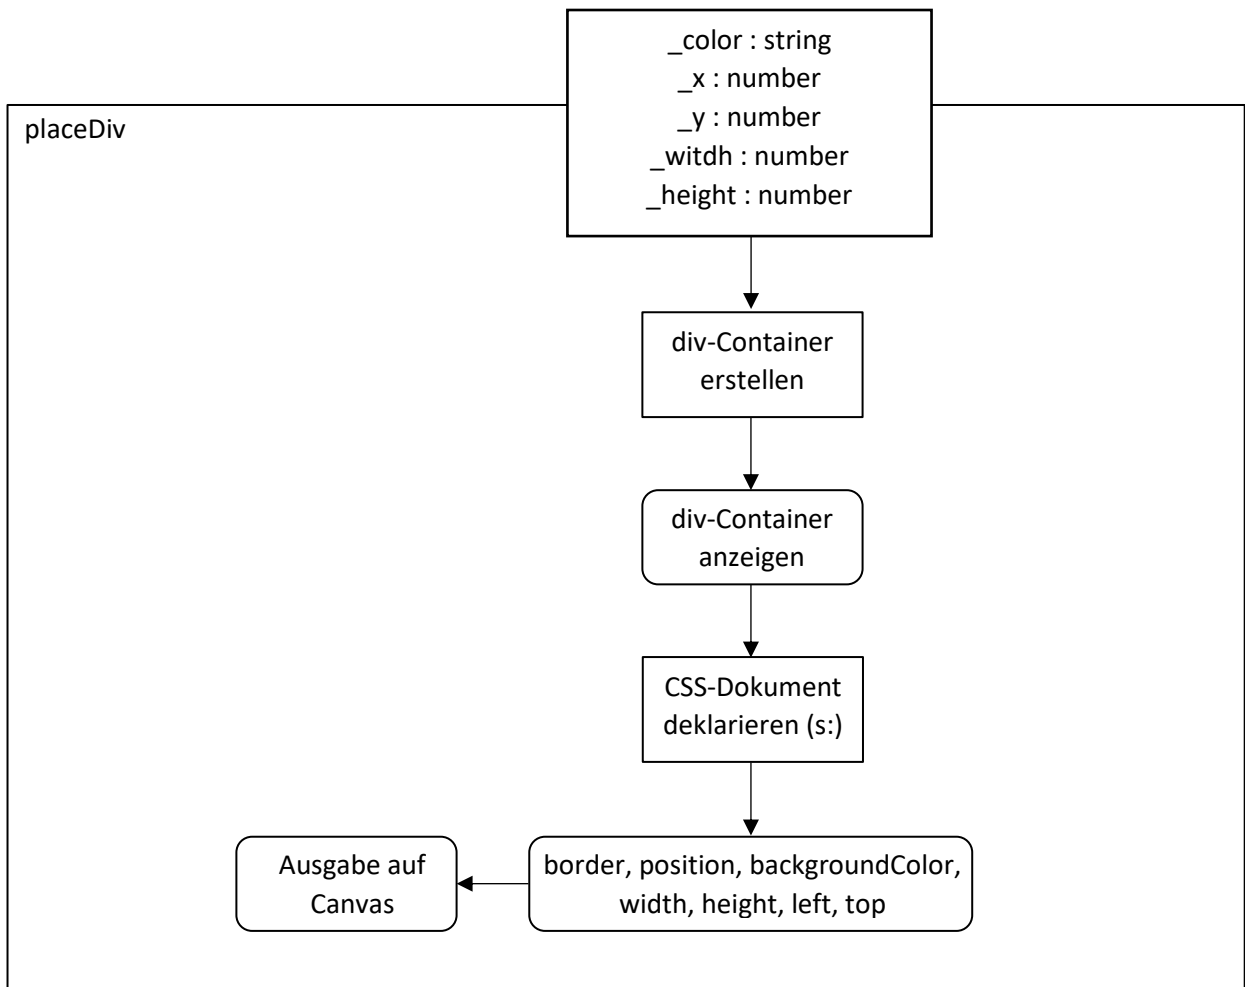 _color : string
_x : number
_y : number
_witdh : number
_height : number
placeDiv
div-Container
erstellen
div-Container
anzeigen
CSS-Dokument
deklarieren (s:)
border, position, backgroundColor,
width, height, left, top
Ausgabe auf
Canvas